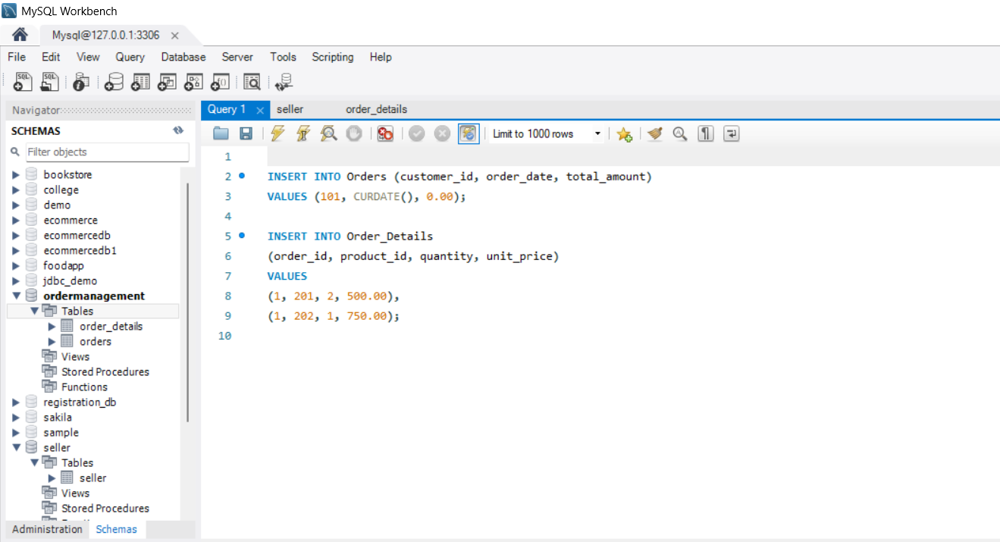 MySQL Workbench
Mysql@127.0.0.1:3306
File Edit View Query Database Server Tools Scripting Help
SQL SQL
Navigator
SCHEMAS
Filter objects
bookstore
college
demo
ecommerce
ecommercedb
ecommercedb1
foodapp
jdbc_demo
ordermanagement
Tables
order_details
orders
Views
Stored Procedures
Functions
registration_db
sakila
sample
seller
Tables
seller
Views
Stored Procedures
Administration Schemas
Query 1 seller order_details
Limit to 1000 rows
1
2 INSERT INTO Orders (customer_id, order_date, total_amount)
3 VALUES (101, CURDATE(), 0.00);
4
5 INSERT INTO Order_Details
6 (order_id, product_id, quantity, unit_price)
7 VALUES
8 (1, 201, 2, 500.00),
9 (1, 202, 1, 750.00);
10